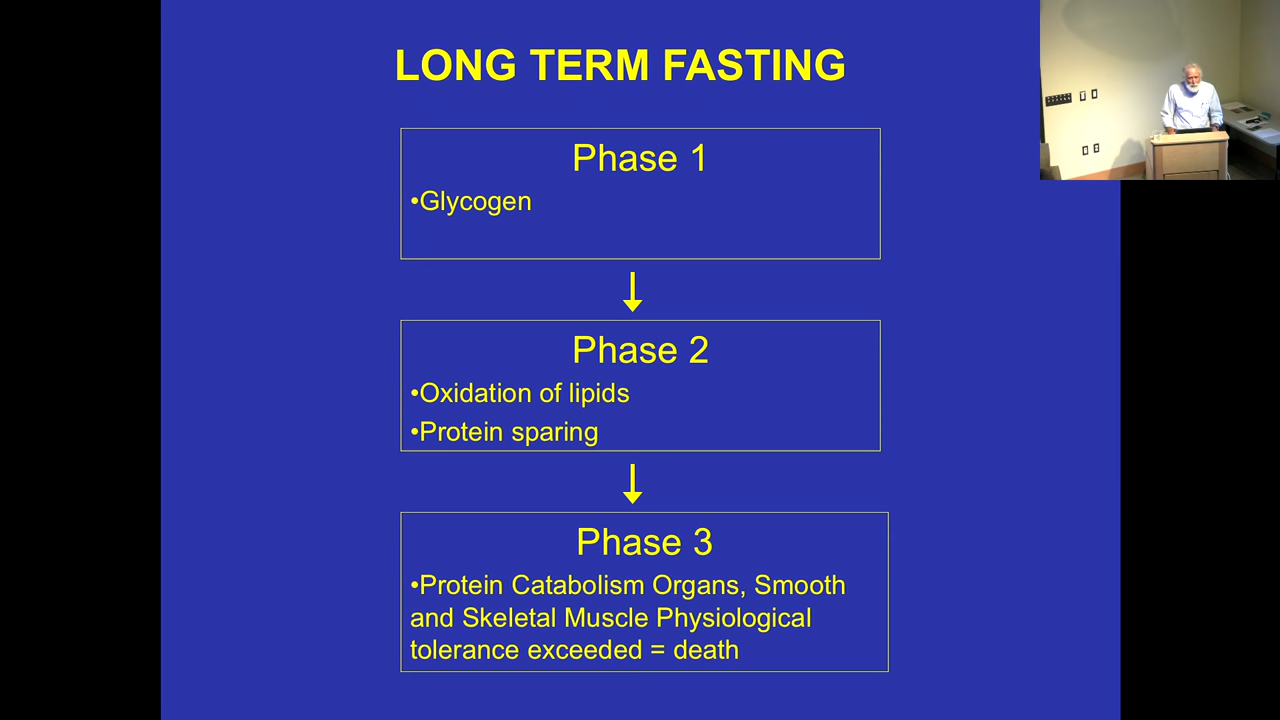 LONG TERM FASTING
Phase 1
•Glycogen
Phase 2
•Oxidation of lipids
•Protein sparing
Phase 3
•Protein Catabolism Organs, Smooth
and Skeletal Muscle Physiological
tolerance exceeded = death